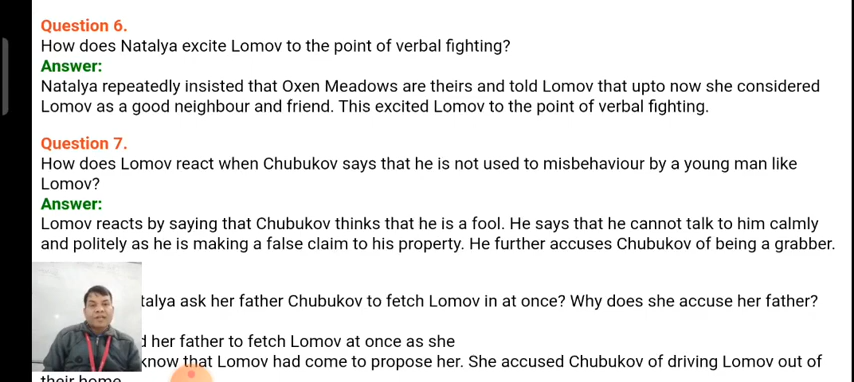 Question 6.
How does Natalya excite Lomov to the point of verbal fighting?
Answer:
Natalya repeatedly insisted that Oxen Meadows are theirs and told Lomov that upto now she considered
Lomov as a good neighbour and friend. This excited Lomov to the point of verbal fighting.
Question 7.
How does Lomov react when Chubukov says that he is not used to misbehaviour by a young man like
Lomov?
Answer:
Lomov reacts by saying that Chubukov thinks that he is a fool. He says that he cannot talk to him calmly
and politely as he is making a false claim to his property. He further accuses Chubukov of being a grabber.
talya ask her father Chubukov to fetch Lomov in at once? Why does she accuse her father?
d her father to fetch Lomov at once as she
know that Lomov had come to propose her. She accused Chubukov of driving Lomov out of
their home